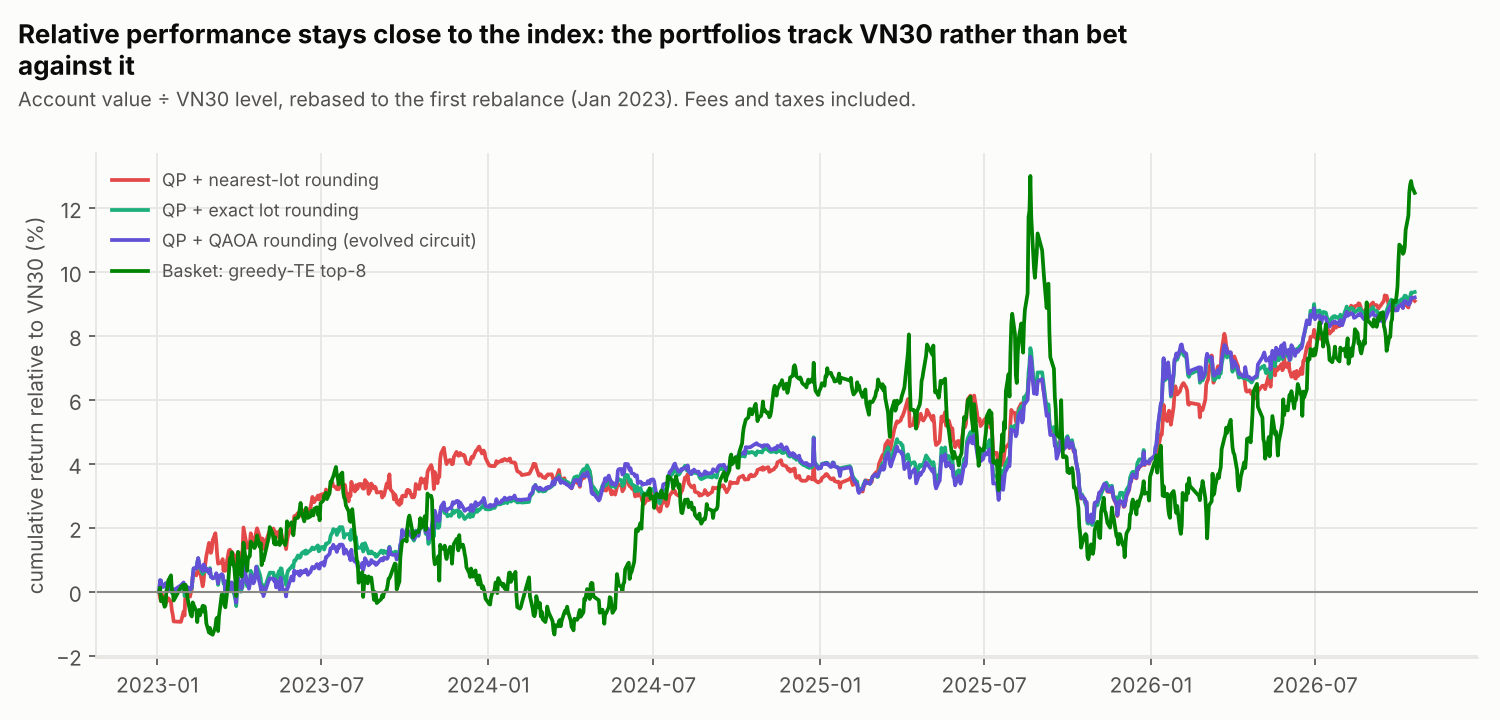 Relative performance stays close to the index: the portfolios track VN30 rather than bet
against it
Account value ÷ VN30 level, rebased to the first rebalance (Jan 2023). Fees and taxes included.
QP + nearest-lot rounding
QP + exact lot rounding
QP + QAOA rounding (evolved circuit)
Basket: greedy-TE top-8
cumulative return relative to VN30 (%)
12
10
8
6
4
2
0
−2
2023-01 2023-07 2024-01 2024-07 2025-01 2025-07 2026-01 2026-07